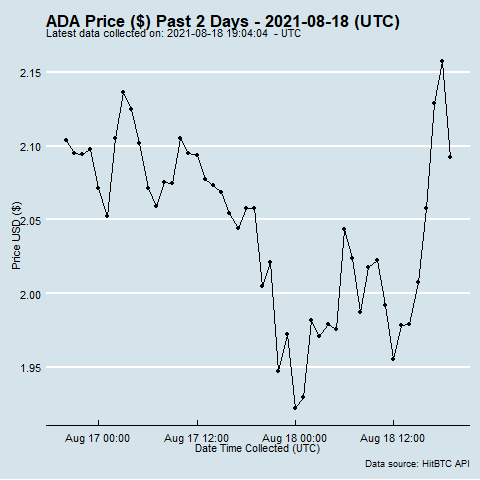 ADA Price ($) Past 2 Days - 2021-08-18 (UTC)
Latest data collected on: 2021-08-18 19:04:04 - UTC
2.15
2.10
2.05
2.00
1.95
Price USD ($)
Aug 17 00:00 Aug 17 12:00 Aug 18 00:00 Aug 18 12:00
Date Time Collected (UTC)
Data source: HitBTC API